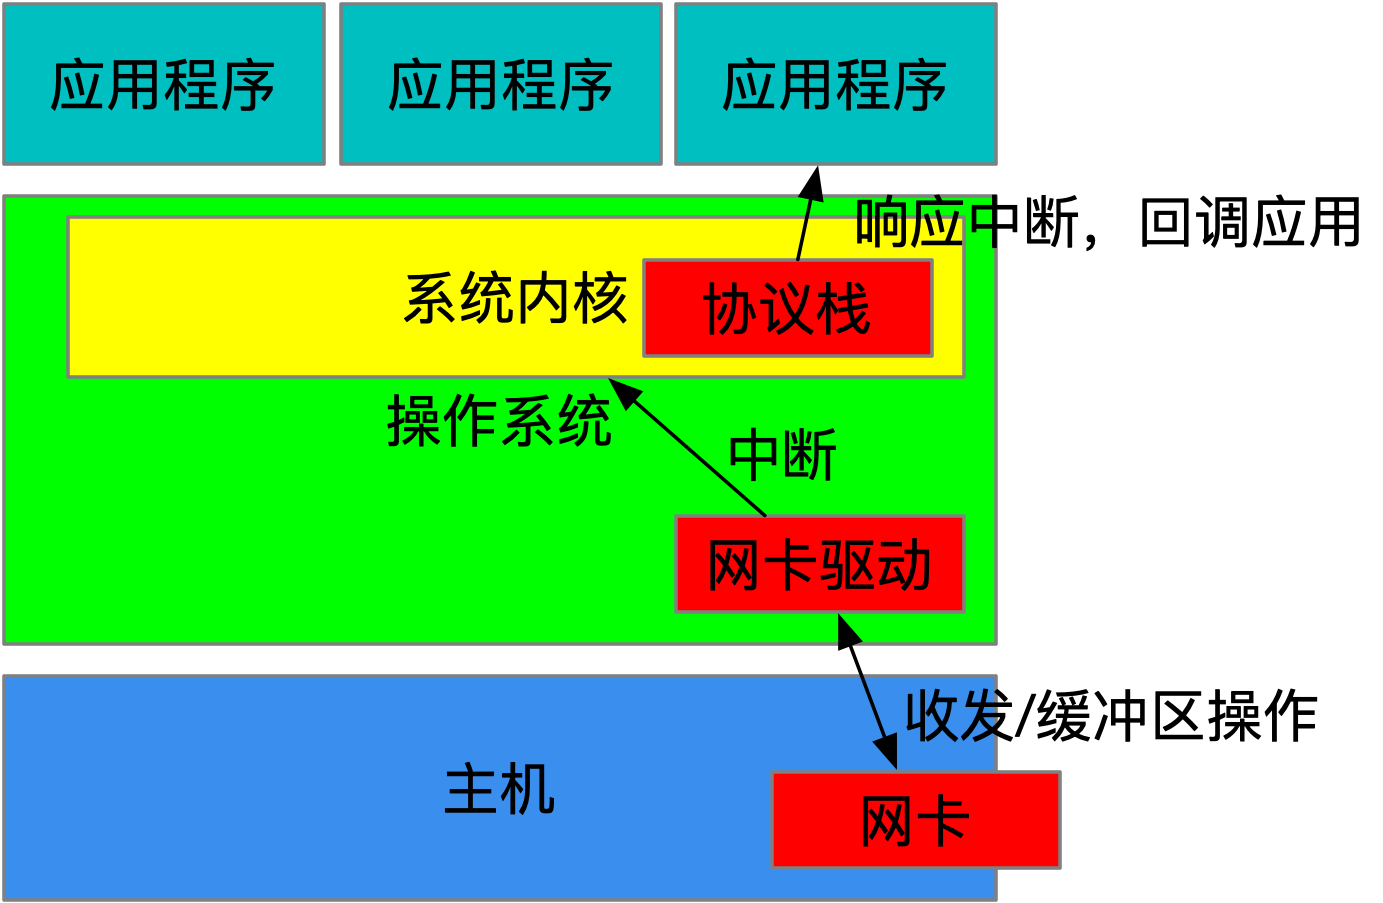 应用程序
应用程序
应用程序
响应中断，回调应用
系统内核
协议栈
操作系统
中断
网卡驱动
收发/缓冲区操作
主机
网卡